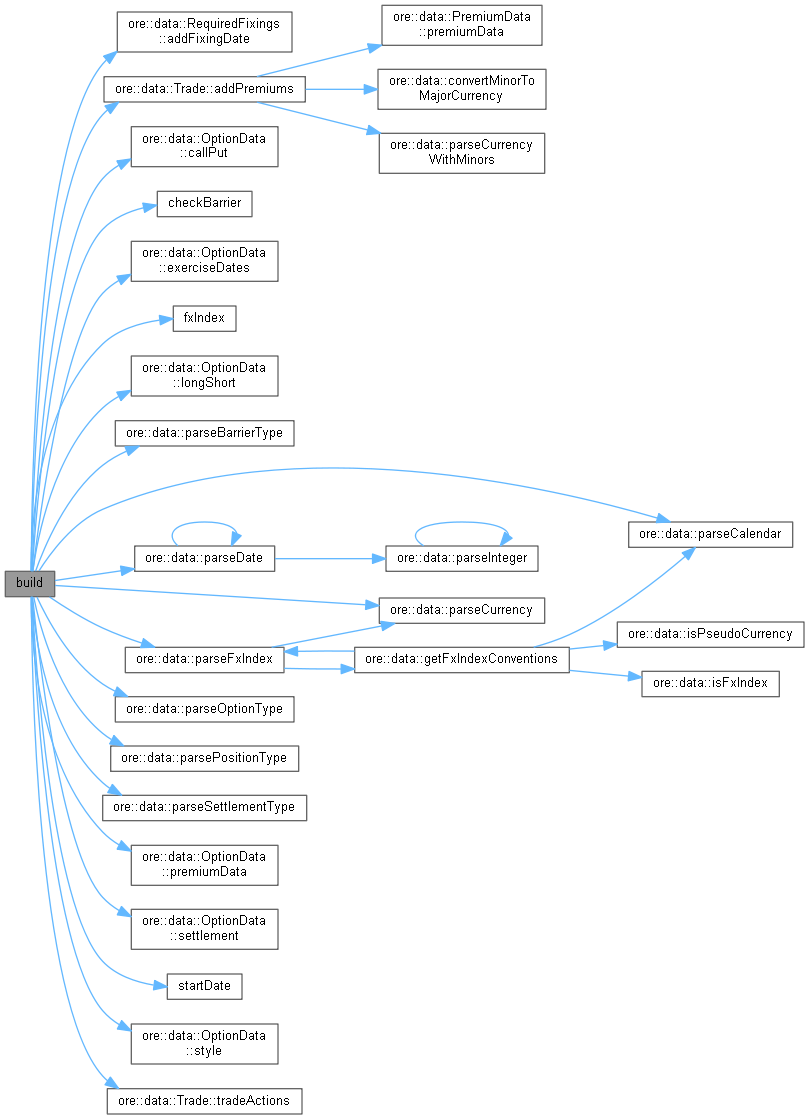 ore::data::RequiredFixings
::addFixingDate
ore::data::PremiumData
::premiumData
ore::data::Trade::addPremiums
ore::data::convertMinorTo
MajorCurrency
ore::data::OptionData
::callPut
ore::data::parseCurrency
WithMinors
checkBarrier
ore::data::OptionData
::exerciseDates
fxIndex
ore::data::OptionData
::longShort
ore::data::parseBarrierType
ore::data::parseCalendar
ore::data::parseDate
ore::data::parseInteger
build
ore::data::parseCurrency
ore::data::isPseudoCurrency
ore::data::parseFxIndex
ore::data::getFxIndexConventions
ore::data::isFxIndex
ore::data::parseOptionType
ore::data::parsePositionType
ore::data::parseSettlementType
ore::data::OptionData
::premiumData
ore::data::OptionData
::settlement
startDate
ore::data::OptionData
::style
ore::data::Trade::tradeActions